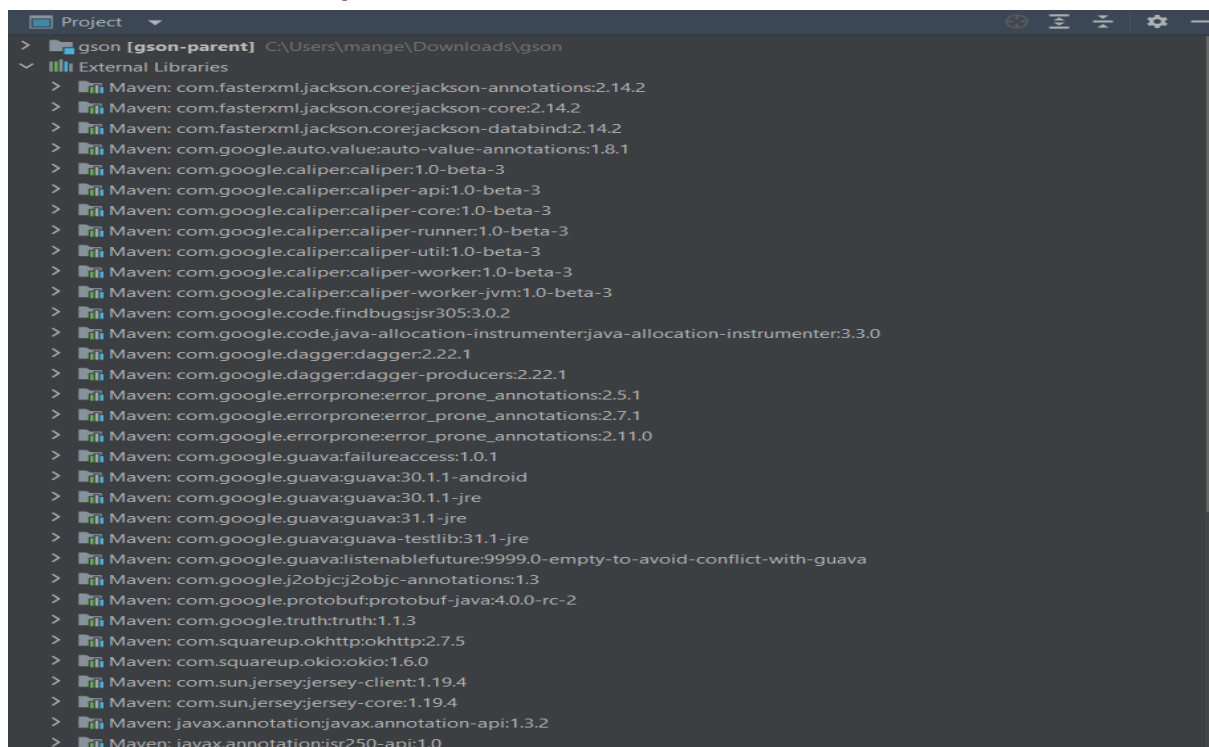 Project
gson [gson-parent] C:\Users\mange\Downloads\gson
External Libraries
Maven: com.fasterxml.jackson.core:jackson-annotations:2.14.2
Maven: com.fasterxml.jackson.core:jackson-core:2.14.2
Maven: com.fasterxml.jackson.core:jackson-databind:2.14.2
Maven: com.google.auto.value:auto-value-annotations:1.8.1
Maven: com.google.caliper:caliper:1.0-beta-3
Maven: com.google.caliper:caliper-api:1.0-beta-3
Maven: com.google.caliper:caliper-core:1.0-beta-3
Maven: com.google.caliper:caliper-runner:1.0-beta-3
Maven: com.google.caliper:caliper-util:1.0-beta-3
Maven: com.google.caliper:caliper-worker:1.0-beta-3
Maven: com.google.caliper:caliper-worker-jvm:1.0-beta-3
Maven: com.google.code.findbugs:jsr305:3.0.2
Maven: com.google.code.java-allocation-instrumenter:java-allocation-instrumenter:3.3.0
Maven: com.google.dagger:dagger:2.22.1
Maven: com.google.dagger:dagger-producers:2.22.1
Maven: com.google.errorprone:error_prone_annotations:2.5.1
Maven: com.google.errorprone:error_prone_annotations:2.7.1
Maven: com.google.errorprone:error_prone_annotations:2.11.0
Maven: com.google.guava:failureaccess:1.0.1
Maven: com.google.guava:guava:30.1.1-android
Maven: com.google.guava:guava:30.1.1-jre
Maven: com.google.guava:guava:31.1-jre
Maven: com.google.guava:guava-testlib:31.1-jre
Maven: com.google.guava:listenablefuture:9999.0-empty-to-avoid-conflict-with-guava
Maven: com.google.j2objc:j2objc-annotations:1.3
Maven: com.google.protobuf:protobuf-java:4.0.0-rc-2
Maven: com.google.truth:truth:1.1.3
Maven: com.squareup.okhttp:okhttp:2.7.5
Maven: com.squareup.okio:okio:1.6.0
Maven: com.sun.jersey:jersey-client:1.19.4
Maven: com.sun.jersey:jersey-core:1.19.4
Maven: javax.annotation:javax.annotation-api:1.3.2
Maven: javax.annotation:jsr250-api:1.0